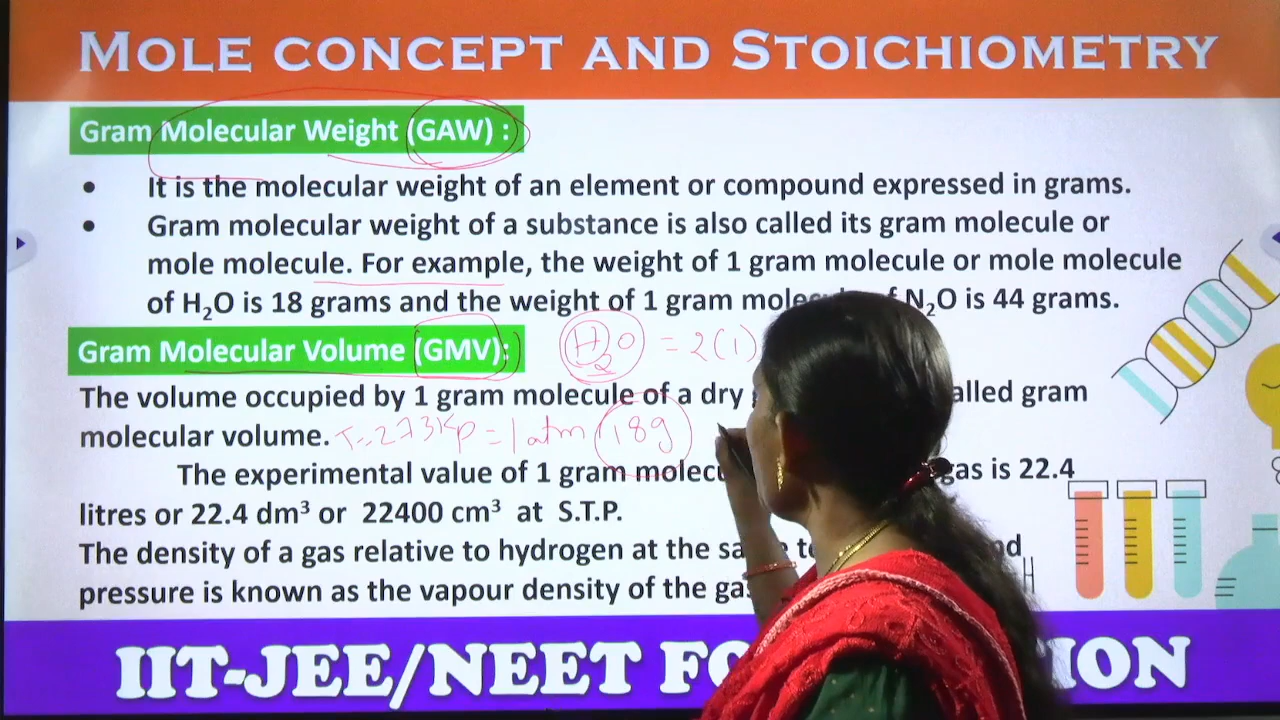 MOLE CONCEPT AND STOICHIOMETRY
Gram Molecular Weight (GAW) :
• It is the molecular weight of an element or compound expressed in grams.
• Gram molecular weight of a substance is also called its gram molecule or
mole molecule. For example, the weight of 1 gram molecule or mole molecule
of H₂O is 18 grams and the weight of 1 gram N₂O is 44 grams.
Gram Molecular Volume (GMV):
H₂O = 2(1)
The volume occupied by 1 gram molecule of a dry alled gram
molecular volume. T=273K P=1atm 18g
The experimental value of 1 gram gas is 22.4
litres or 22.4 dm³ or 22400 cm³ at S.T.P.
The density of a gas relative to hydrogen at the
pressure is known as the vapour density of the
IIT-JEE/NEET